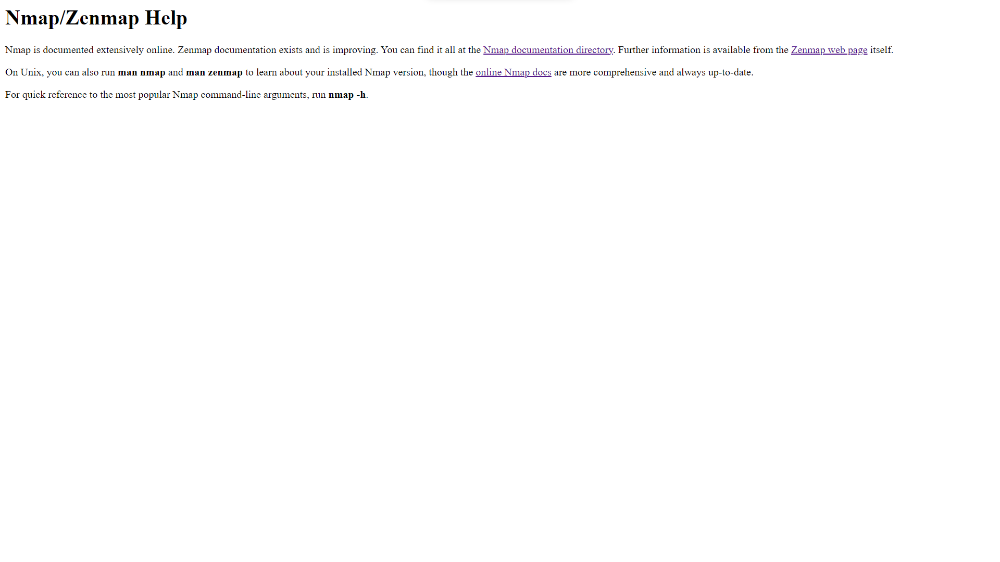 Nmap/Zenmap Help
Nmap is documented extensively online. Zenmap documentation exists and is improving. You can find it all at the Nmap documentation directory. Further information is available from the Zenmap web page itself.
On Unix, you can also run man nmap and man zenmap to learn about your installed Nmap version, though the online Nmap docs are more comprehensive and always up-to-date.
For quick reference to the most popular Nmap command-line arguments, run nmap -h.